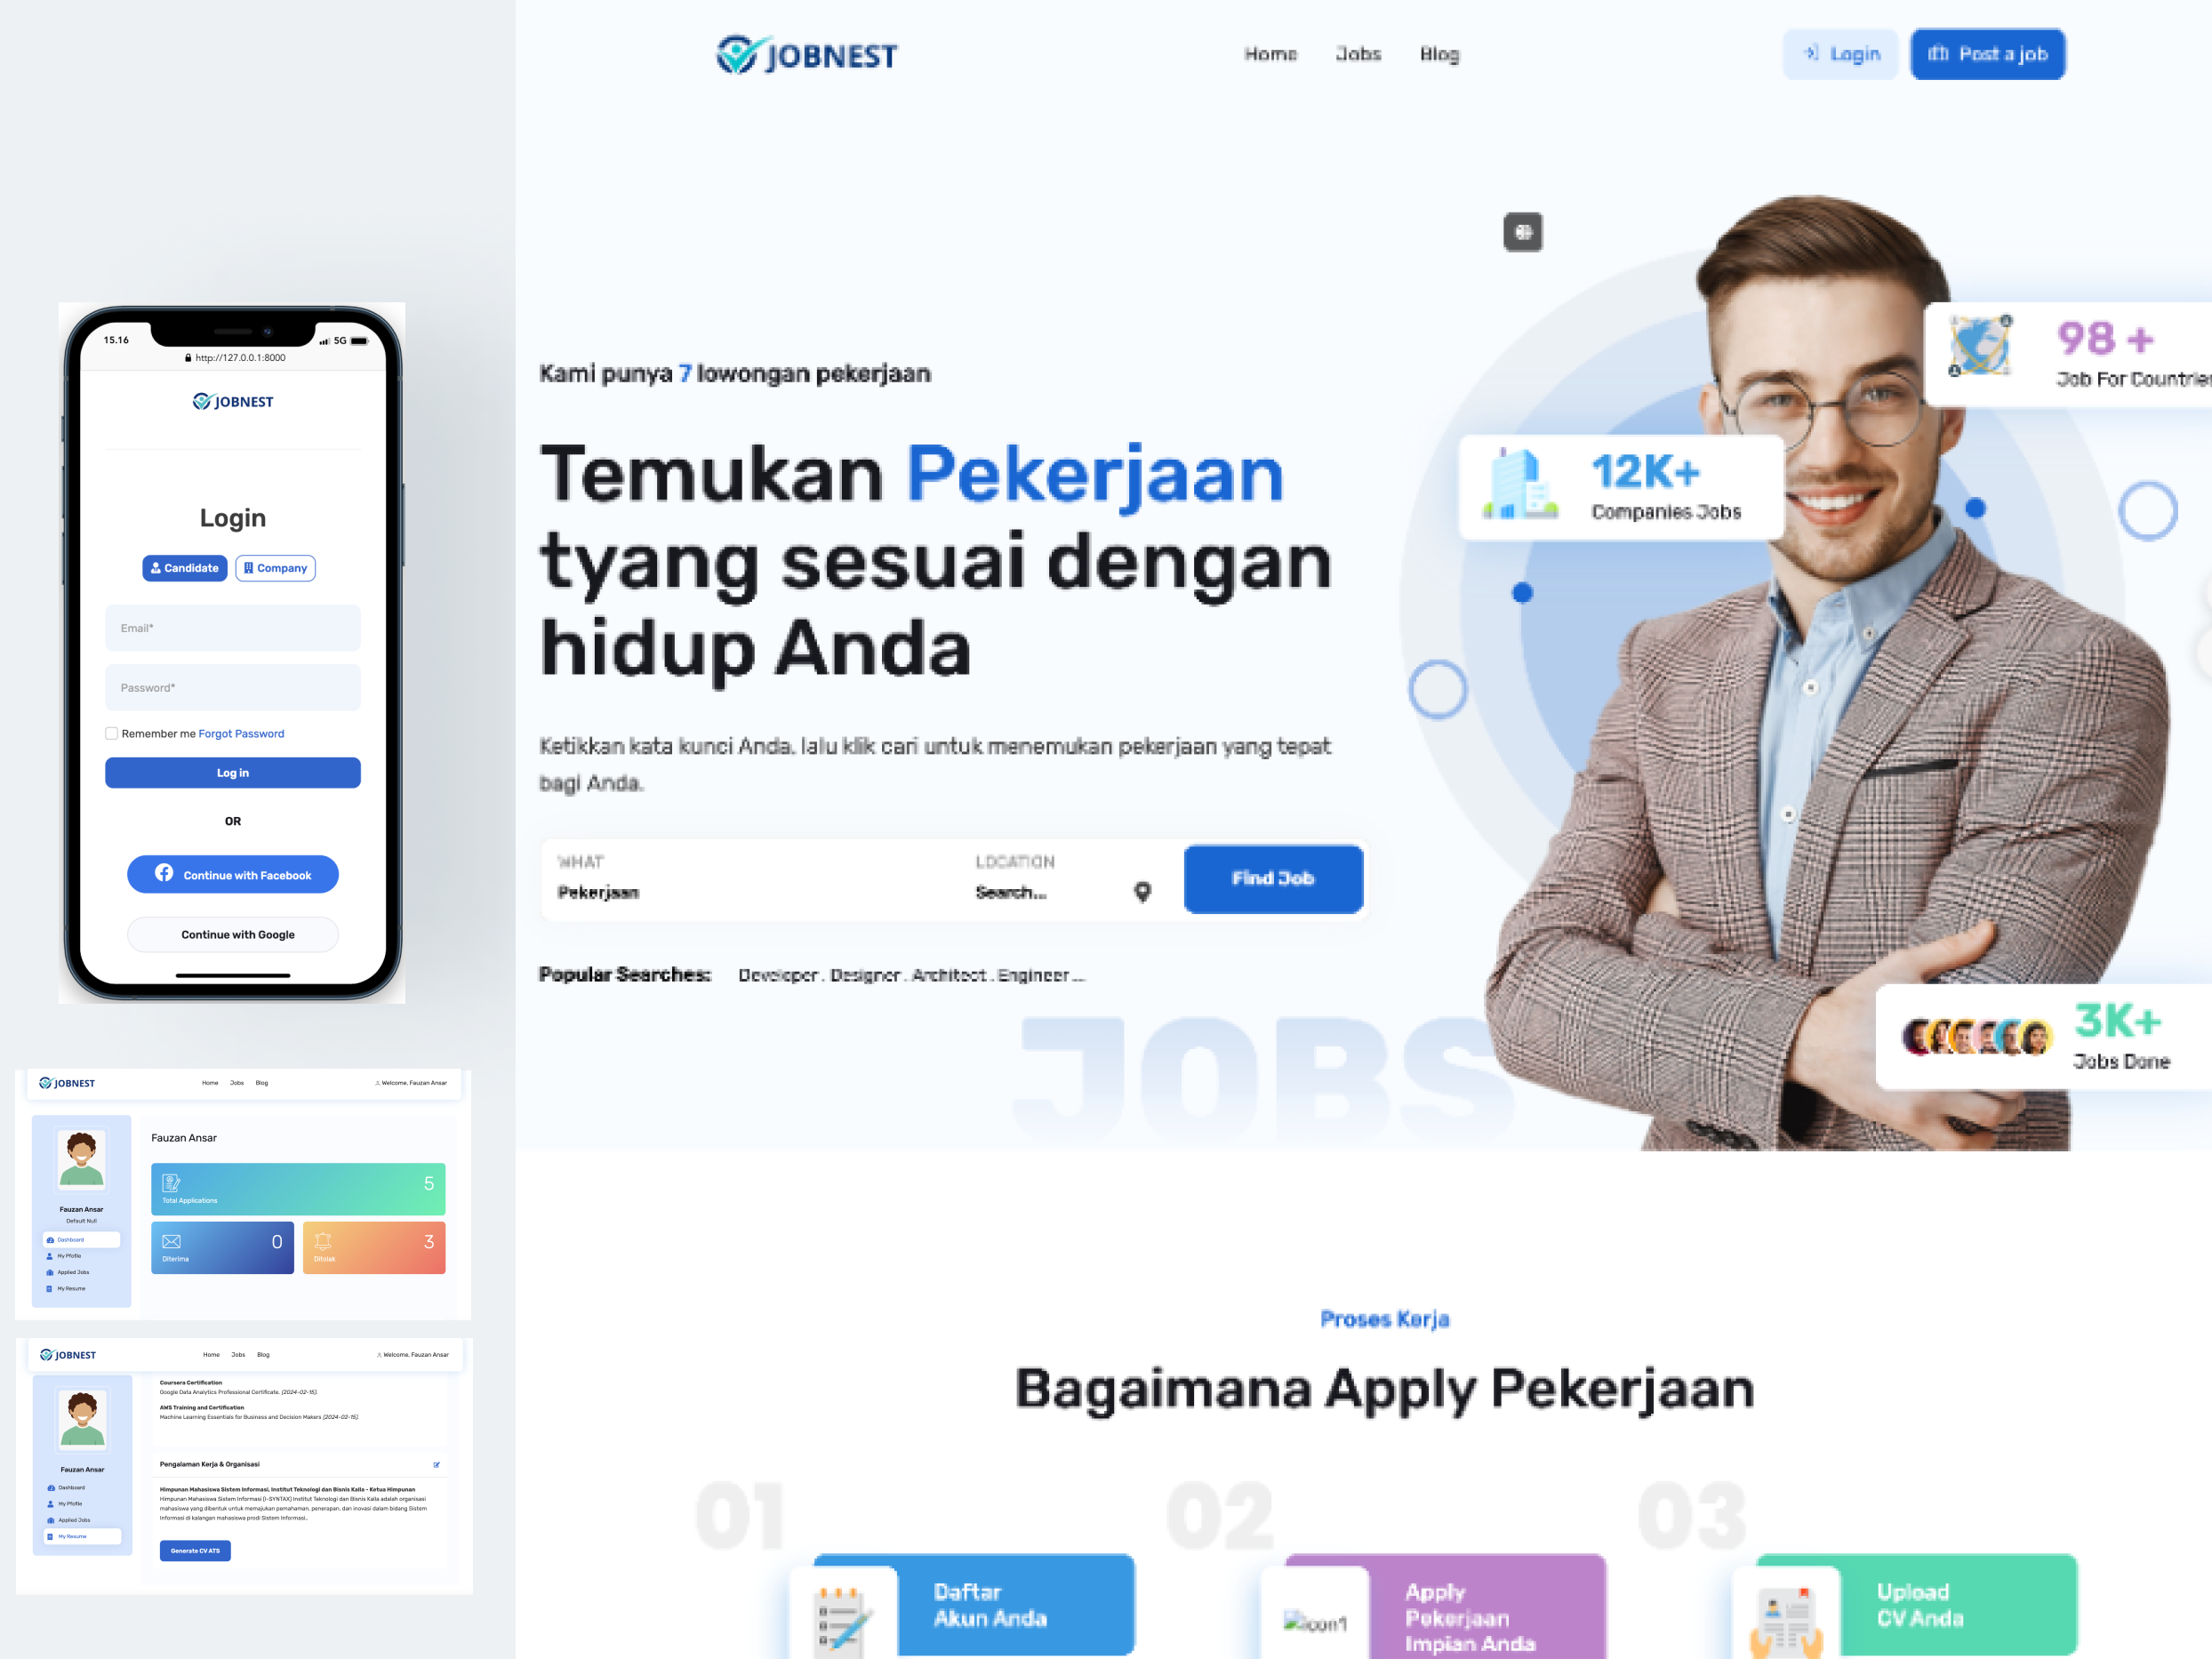 JOBNEST
Home Jobs Blog
Login
Post a job
Kami punya 7 lowongan pekerjaan
Temukan Pekerjaan
tyang sesuai dengan
hidup Anda
Ketikkan kata kunci Anda, lalu klik cari untuk menemukan pekerjaan yang tepat
bagi Anda.
WHAT
Pekerjaan
LOCATION
Search...
Find Job
Popular Searches: Developer, Designer, Architect, Engineer ...
98 +
Job For Countries
12K+
Companies Jobs
3K+
Jobs Done
JOBS
Proses Kerja
Bagaimana Apply Pekerjaan
01
Daftar
Akun Anda
02
icon1
Apply
Pekerjaan
Impian Anda
03
Upload
CV Anda
15.16
5G
http://127.0.0.1:8000
JOBNEST
Login
Candidate
Company
Email*
Password*
Remember me Forgot Password
Log in
OR
Continue with Facebook
Continue with Google
JOBNEST
Home Jobs Blog
Welcome, Fauzan Ansar
Fauzan Ansar
Default Null
Dashboard
My Pfofile
Applied Jobs
My Resume
Fauzan Ansar
5
Total Applications
0
Diterima
3
Ditolak
JOBNEST
Home Jobs Blog
Welcome, Fauzan Ansar
Fauzan Ansar
Dashboard
My Pfofile
Applied Jobs
My Resume
Coursera Certification
Google Data Analytics Professional Certificate. (2024-02-15).
AWS Training and Certification
Machine Learning Essentials for Business and Decision Makers (2024-02-15).
Pengalaman Kerja & Organisasi
Himpunan Mahasiswa Sistem Informasi, Institut Teknologi dan Bisnis Kalla - Ketua Himpunan
Himpunan Mahasiswa Sistem Informasi (I-SYNTAX) Institut Teknologi dan Bisnis Kalla adalah organisasi
mahasiswa yang dibentuk untuk memajukan pemahaman, penerapan, dan inovasi dalam bidang Sistem
Informasi di kalangan mahasiswa prodi Sistem Informasi..
Generate CV ATS